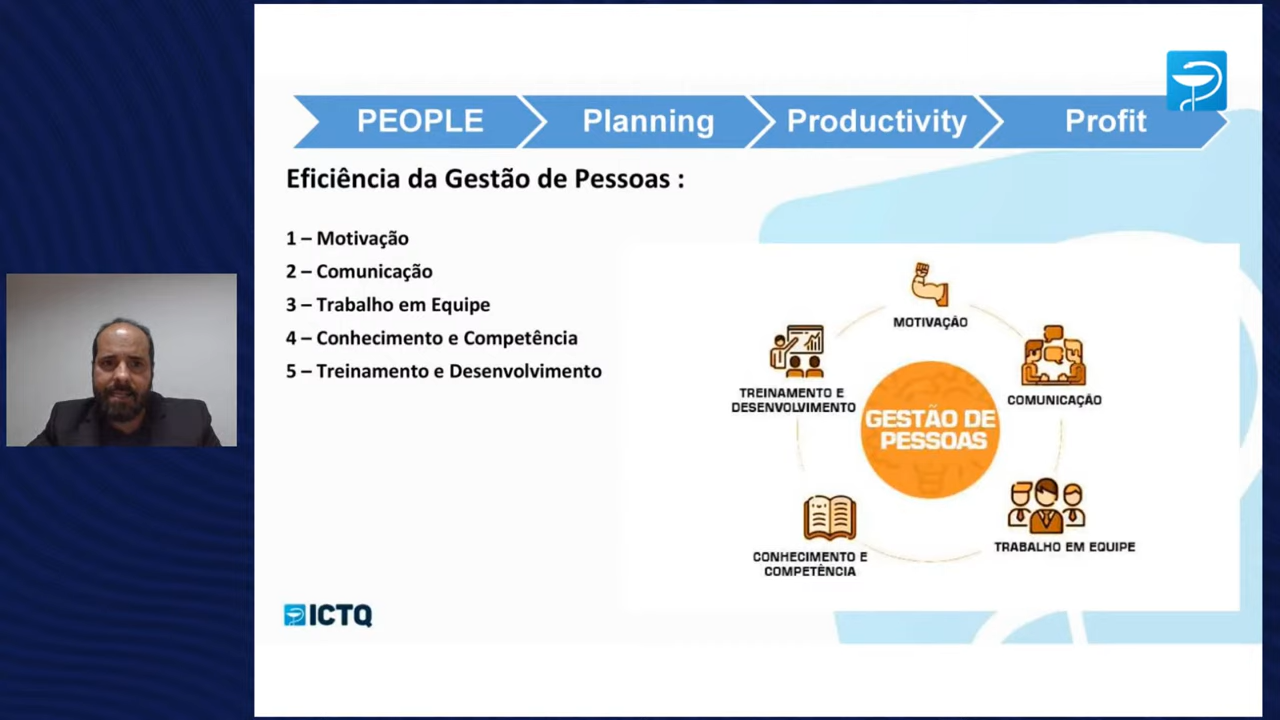 PEOPLE
Planning
Productivity
Profit
Eficiência da Gestão de Pessoas :
1 – Motivação
2 – Comunicação
3 – Trabalho em Equipe
4 – Conhecimento e Competência
5 – Treinamento e Desenvolvimento
MOTIVAÇÃO
TREINAMENTO E
DESENVOLVIMENTO
COMUNICAÇÃO
GESTÃO DE
PESSOAS
CONHECIMENTO E
COMPETÊNCIA
TRABALHO EM EQUIPE
ICTQ